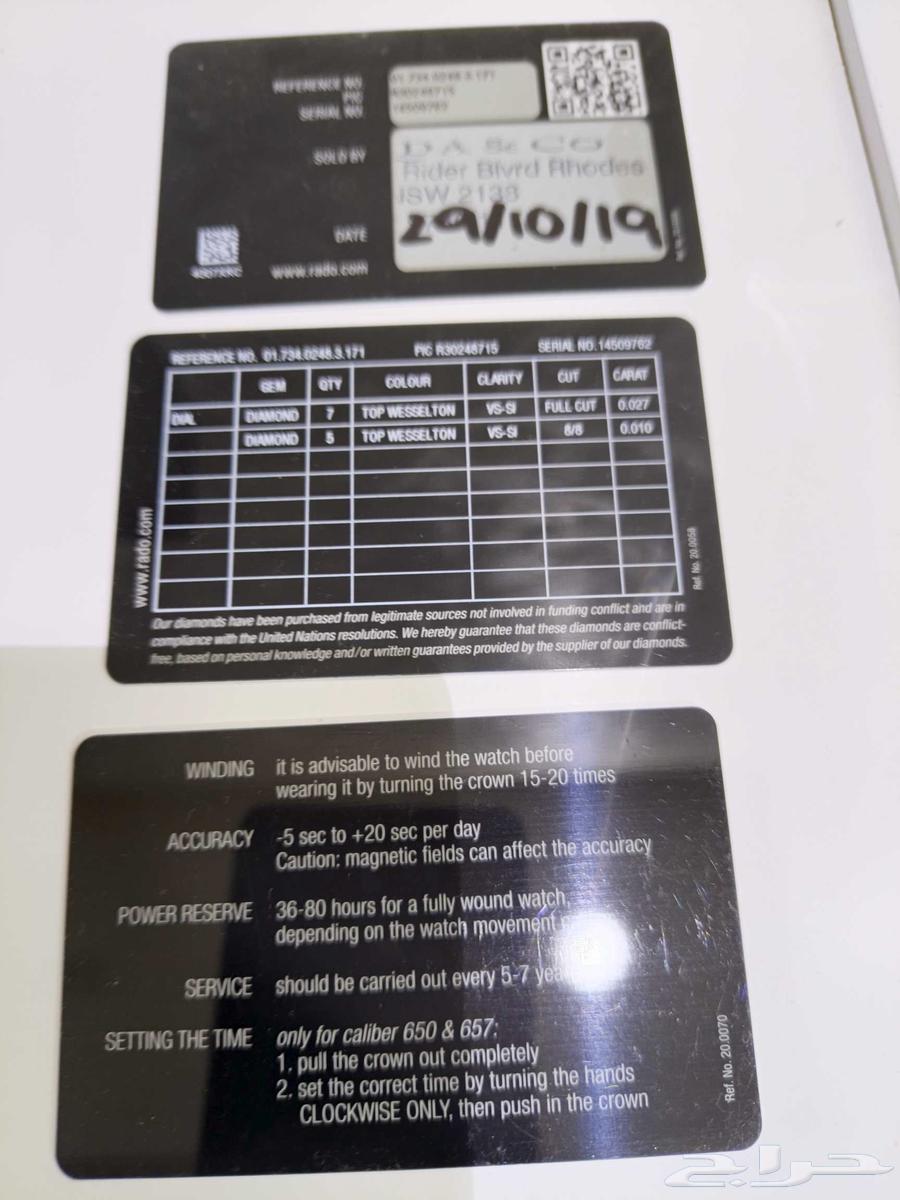 REFERENCE NO. 01.734.0248.3.171
PIC R30248715
SERIAL NO.
SOLD BY
DAS & CO
Rider Blvrd Rhodes
2138
DATE 29/10/19
www.rado.com
REFERENCE NO. 01.734.0248.3.171 PIC R30248715 SERIAL NO. 14509762
GEM QTY COLOUR CLARITY CUT CARAT
DIAL DIAMOND 7 TOP WESSELTON VS-SI FULL CUT 0.027
DIAMOND 5 TOP WESSELTON VS-SI 8/8 0.010
www.rado.com
Ref. No. 20.0058
Our diamonds have been purchased from legitimate sources not involved in funding conflict and are in
compliance with the United Nations resolutions. We hereby guarantee that these diamonds are conflict-
free, based on personal knowledge and/or written guarantees provided by the supplier of our diamonds.
WINDING it is advisable to wind the watch before
wearing it by turning the crown 15-20 times
ACCURACY -5 sec to +20 sec per day
Caution: magnetic fields can affect the accuracy
POWER RESERVE 36-80 hours for a fully wound watch,
depending on the watch movement
SERVICE should be carried out every 5-7
SETTING THE TIME only for caliber 650 & 657:
1. pull the crown out completely
2. set the correct time by turning the hands
CLOCKWISE ONLY, then push in the crown
Ref. No. 20.0070
حراج